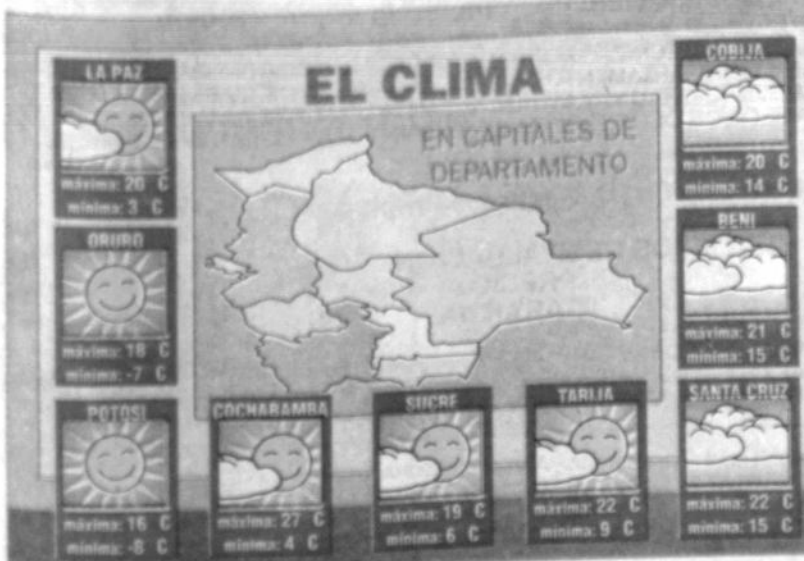 EL CLIMA
EN CAPITALES DE
DEPARTAMENTO
LA PAZ
máxima: 20 C
mínima: 3 C
ORURO
máxima: 18 C
mínima: -7 C
POTOSI
máxima: 16 C
mínima: -8 C
COCHABAMBA
máxima: 27 C
mínima: 4 C
SUCRE
máxima: 19 C
mínima: 6 C
TARIJA
máxima: 22 C
mínima: 9 C
COBIJA
máxima: 20 C
mínima: 14 C
BENI
máxima: 21 C
mínima: 15 C
SANTA CRUZ
máxima: 22 C
mínima: 15 C